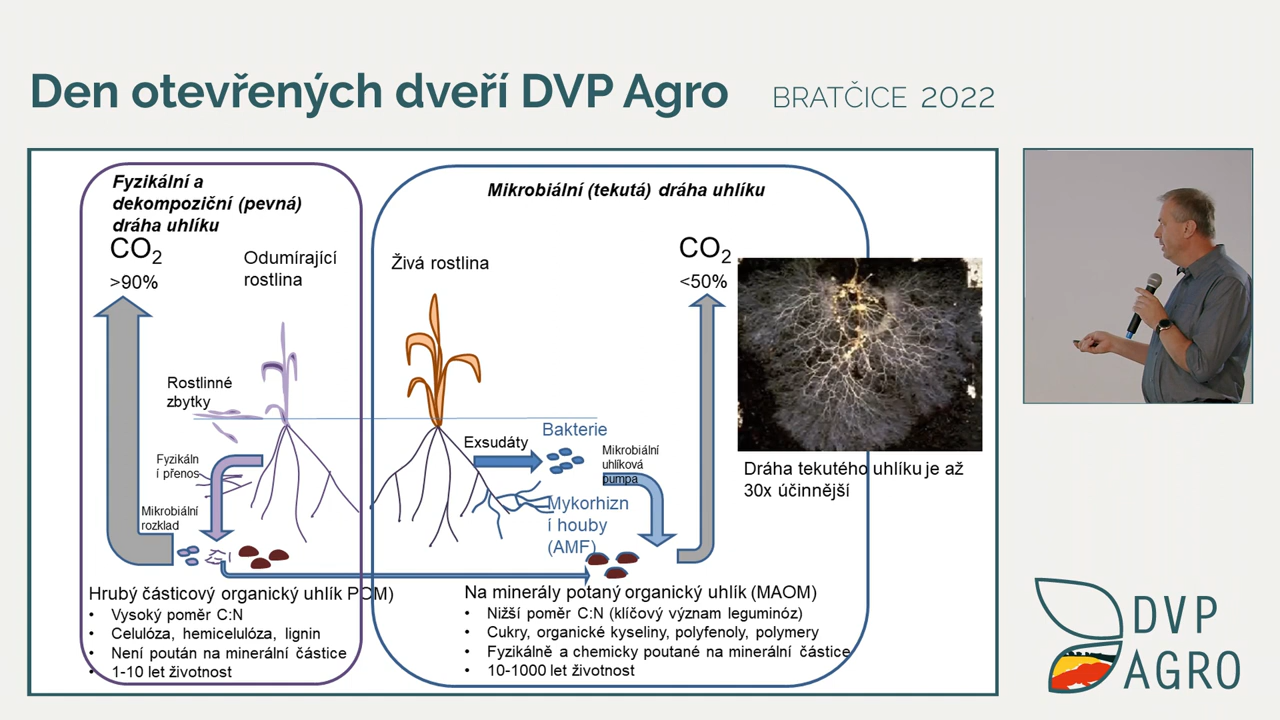 Den otevřených dveří DVP Agro BRATČICE 2022
Fyzikální a
dekompoziční (pevná)
dráha uhlíku
CO2
>90%
Odumírající
rostlina
Rostlinné
zbytky
Fyzikáln
í přenos
Mikrobiální
rozklad
Hrubý částicový organický uhlík POM)
• Vysoký poměr C:N
• Celulóza, hemicelulóza, lignin
• Není poután na minerální částice
• 1-10 let životnost
Mikrobiální (tekutá) dráha uhlíku
Živá rostlina
CO2
<50%
Exsudáty
Bakterie
Mikrobiální
uhlíková
pumpa
Mykorhizn
í houby
(AMF)
Dráha tekutého uhlíku je až
30x účinnější
Na minerály potaný organický uhlík (MAOM)
• Nižší poměr C:N (klíčový význam leguminóz)
• Cukry, organické kyseliny, polyfenoly, polymery
• Fyzikálně a chemicky poutané na minerální částice
• 10-1000 let životnost
DVP
AGRO